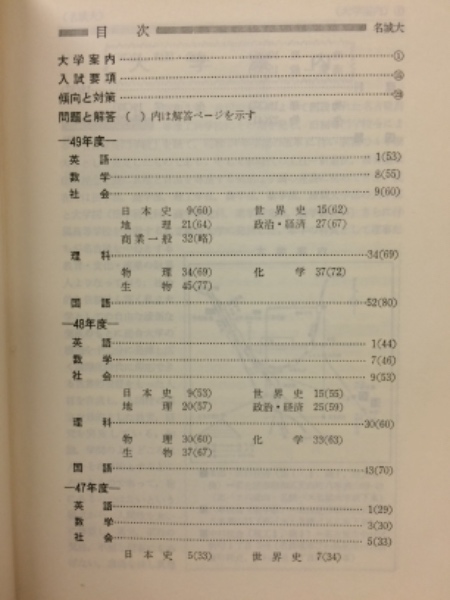 目次 名城大
大学案内……①
入試要項……
傾向と対策……
問題と解答 ( )内は解答ページを示す
—49年度—
英語……1(53)
数学……8(55)
社会……9(60)
日本史 9(60) 世界史 15(62)
地理 21(64) 政治・経済 27(67)
商業一般 32(略)
理科……34(69)
物理 34(69) 化学 37(72)
生物 45(77)
国語……52(80)
—48年度—
英語……1(44)
数学……7(46)
社会……9(53)
日本史 9(53) 世界史 15(55)
地理 20(57) 政治・経済 25(59)
理科……30(60)
物理 30(60) 化学 33(63)
生物 37(67)
国語……43(70)
—47年度—
英語……1(29)
数学……3(30)
社会……5(33)
日本史 5(33) 世界史 7(34)